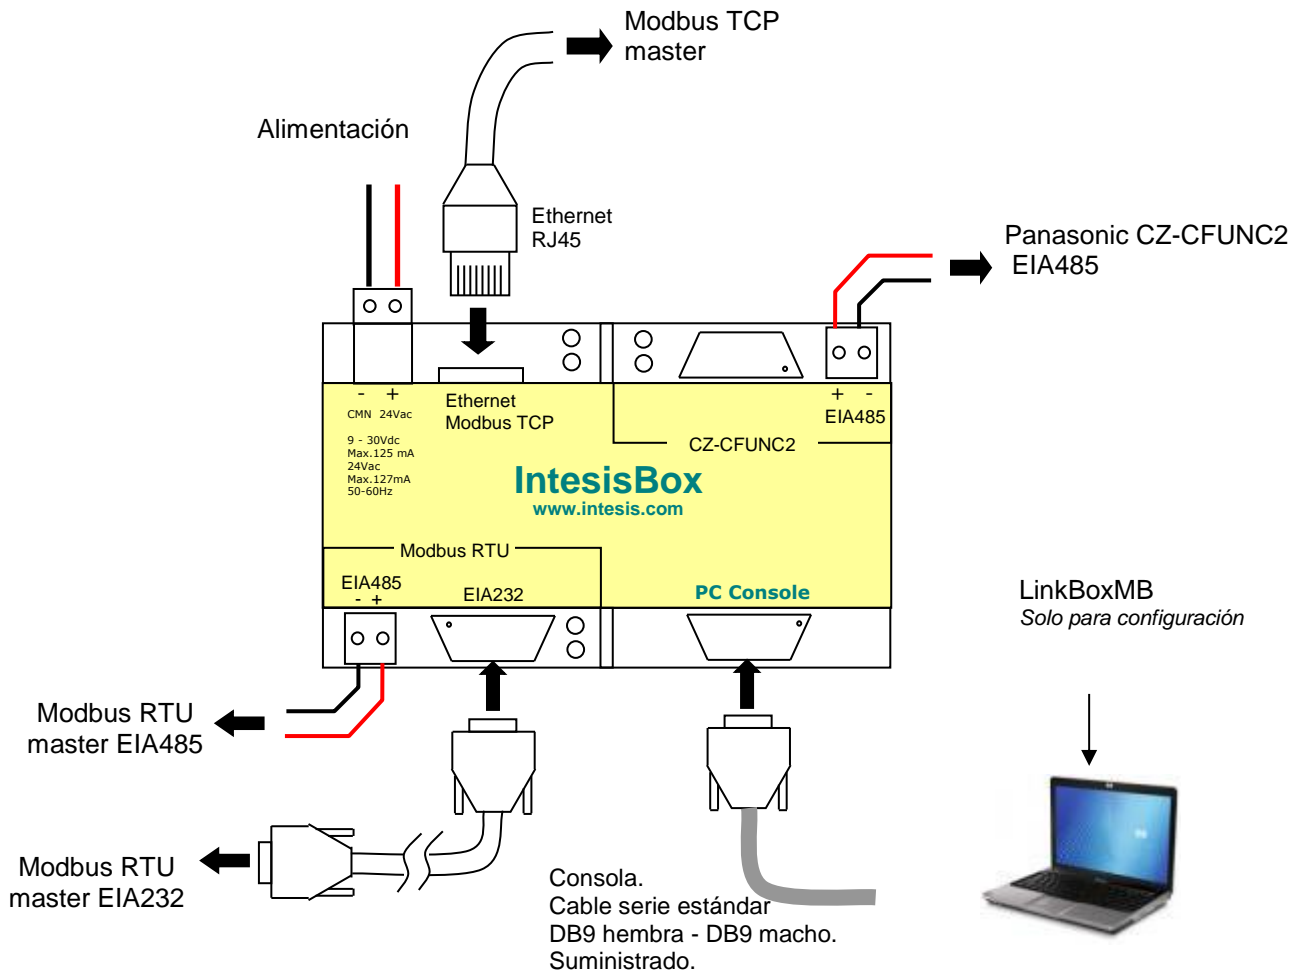 Modbus TCP
master
Alimentación
Ethernet
RJ45
Panasonic CZ-CFUNC2
EIA485
- +
CMN 24Vac
9 - 30Vdc
Max.125 mA
24Vac
Max.127mA
50-60Hz
Ethernet
Modbus TCP
+ -
EIA485
CZ-CFUNC2
IntesisBox
www.intesis.com
Modbus RTU
EIA485
- +
EIA232
PC Console
LinkBoxMB
Solo para configuración
Modbus RTU
master EIA485
Modbus RTU
master EIA232
Consola.
Cable serie estándar
DB9 hembra - DB9 macho.
Suministrado.